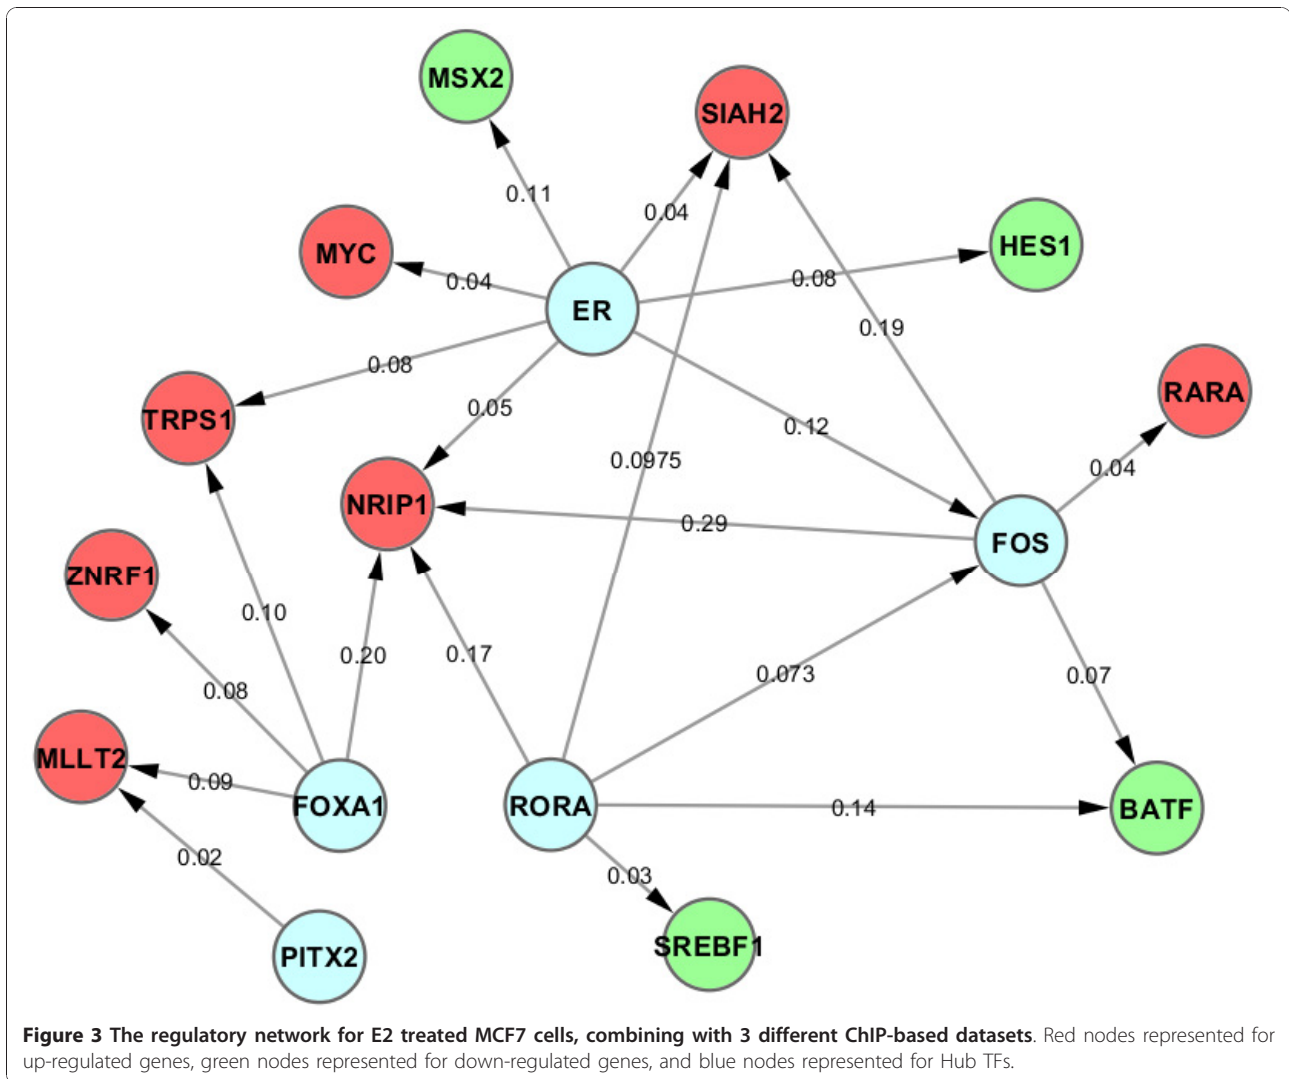 MSX2
SIAH2
0.11
0.04
HES1
MYC
0.04
0.08
ER
0.19
0.08
RARA
TRPS1
0.05
0.12
0.0975
0.04
NRIP1
0.29
FOS
ZNRF1
0.10
0.20
0.17
0.073
0.07
0.08
MLLT2
0.09
FOXA1
RORA
0.14
BATF
0.02
0.03
PITX2
SREBF1
Figure 3 The regulatory network for E2 treated MCF7 cells, combining with 3 different ChIP-based datasets. Red nodes represented for
up-regulated genes, green nodes represented for down-regulated genes, and blue nodes represented for Hub TFs.